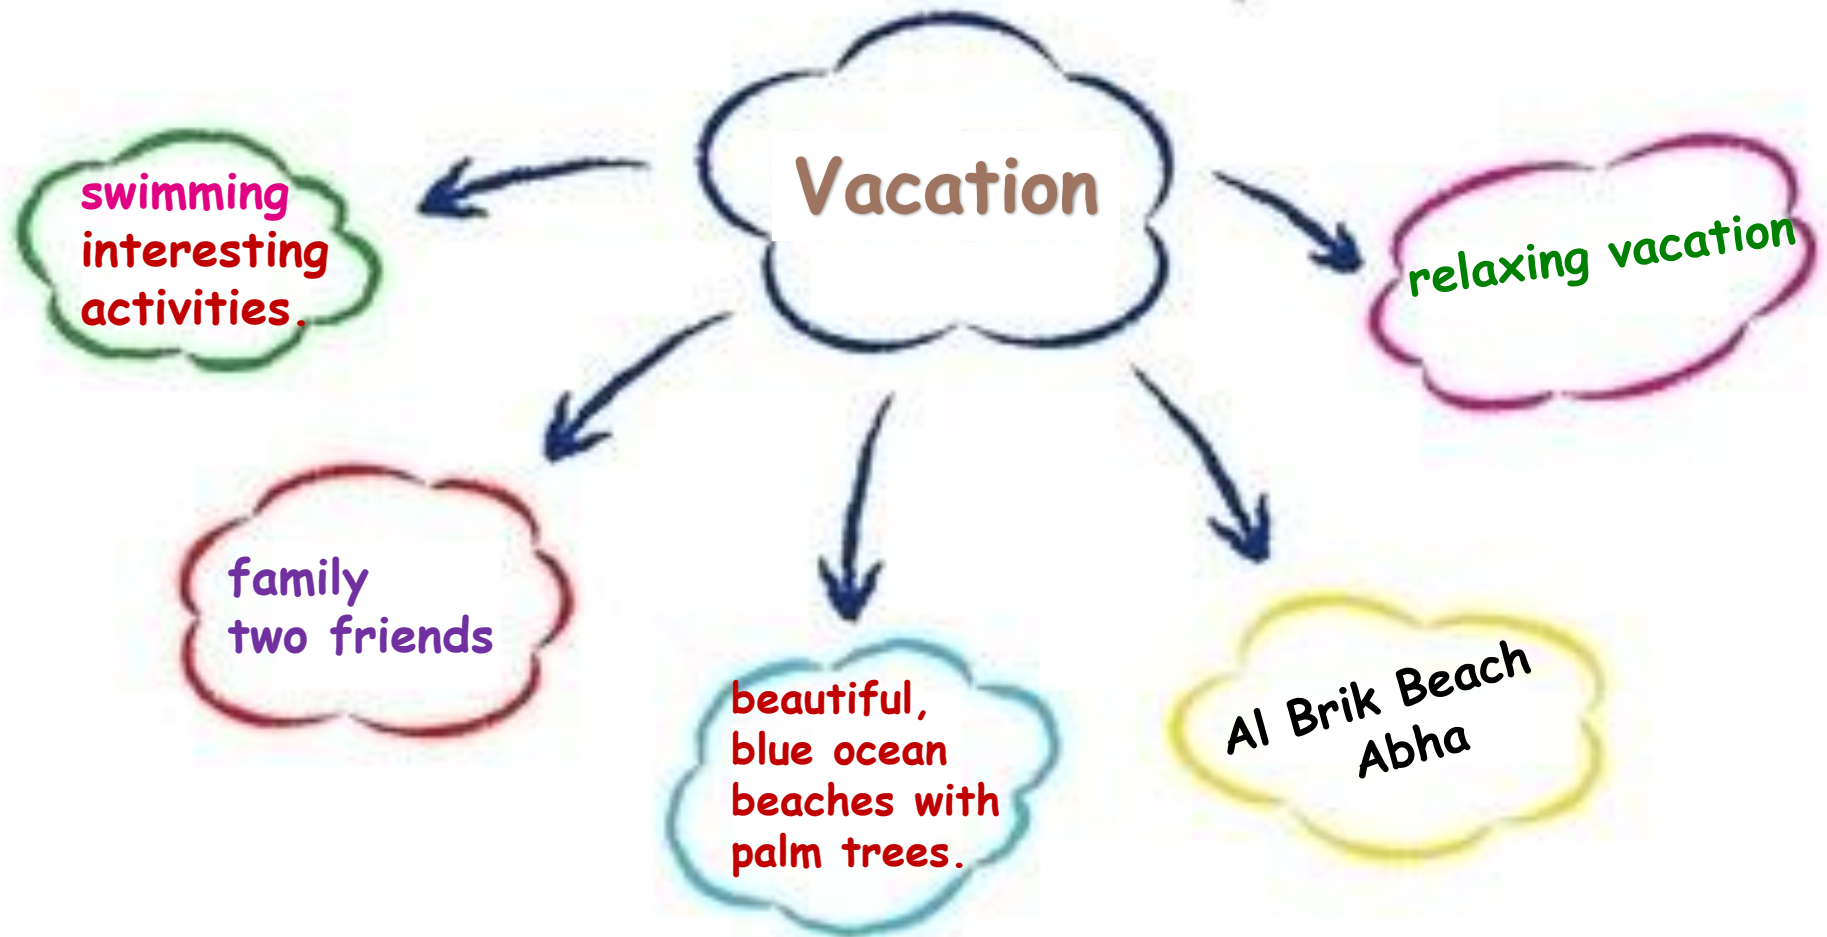 Vacation
swimming
interesting
activities.
relaxing vacation
family
two friends
beautiful,
blue ocean
beaches with
palm trees.
Al Brik Beach
Abha